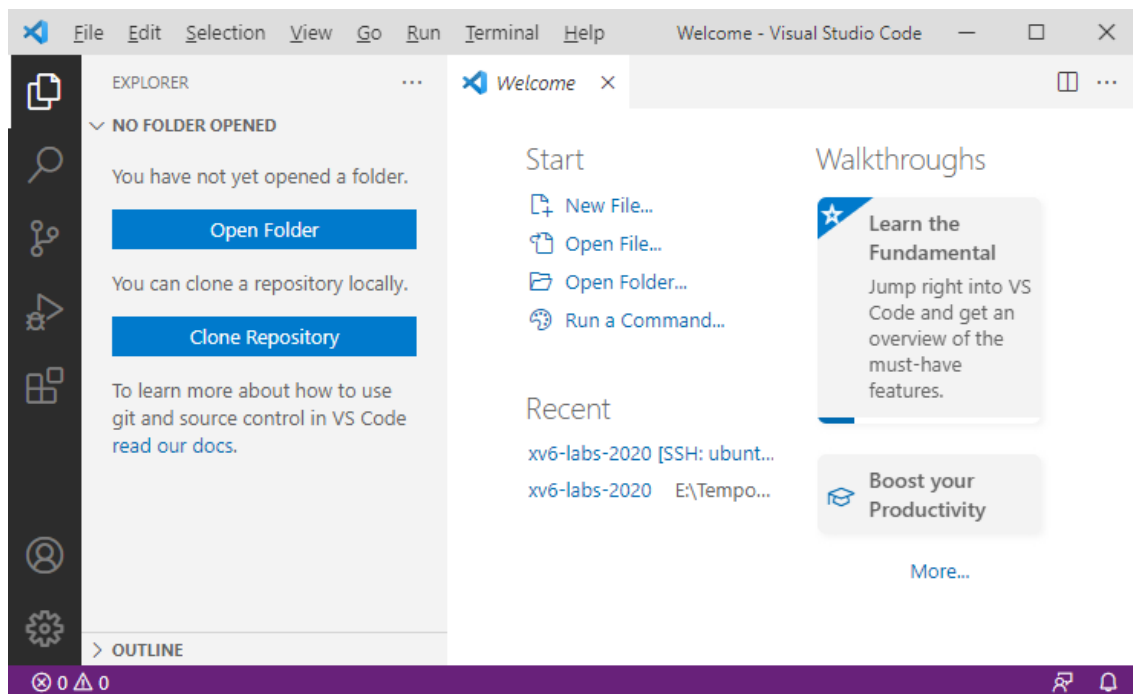 File Edit Selection View Go Run Terminal Help Welcome - Visual Studio Code
EXPLORER
Welcome
NO FOLDER OPENED
You have not yet opened a folder.
Open Folder
You can clone a repository locally.
Clone Repository
To learn more about how to use
git and source control in VS Code
read our docs.
OUTLINE
Start
New File...
Open File...
Open Folder...
Run a Command...
Recent
xv6-labs-2020 [SSH: ubunt...
xv6-labs-2020 E:\Tempo...
Walkthroughs
Learn the
Fundamental
Jump right into VS
Code and get an
overview of the
must-have
features.
Boost your
Productivity
More...
0 0